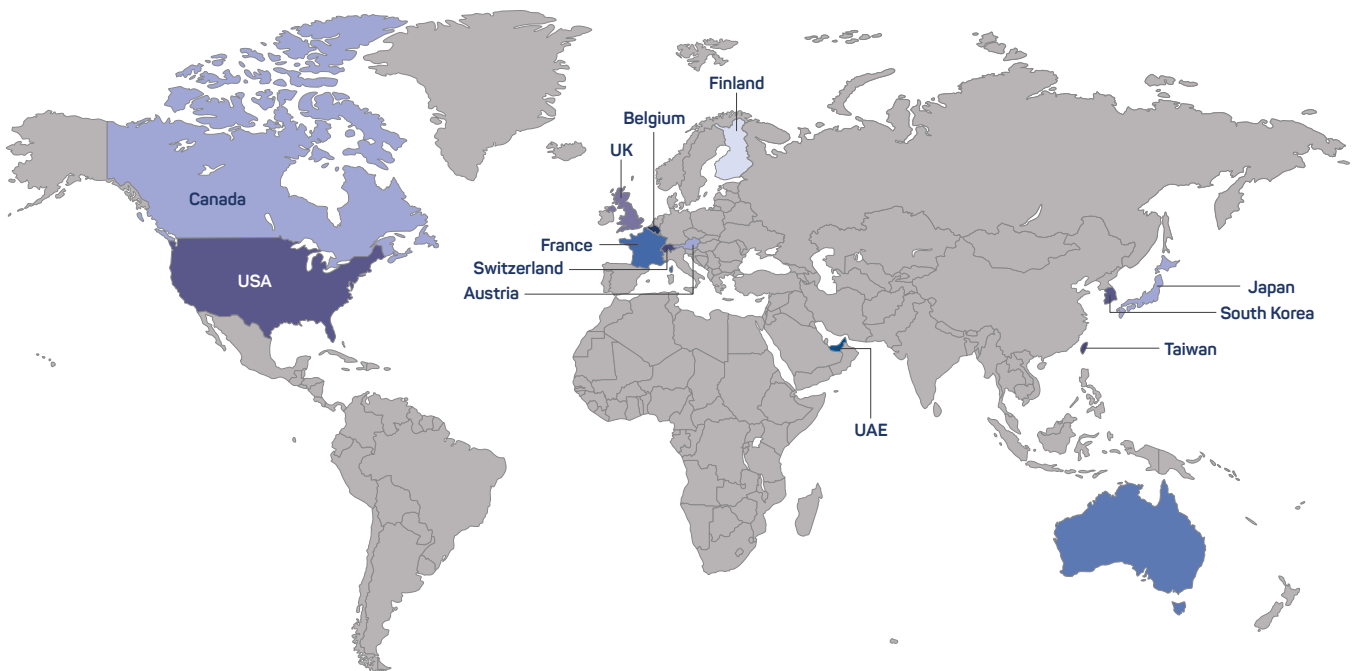 Finland
Belgium
UK
Canada
France
USA
Switzerland
Austria
Japan
South Korea
Taiwan
UAE